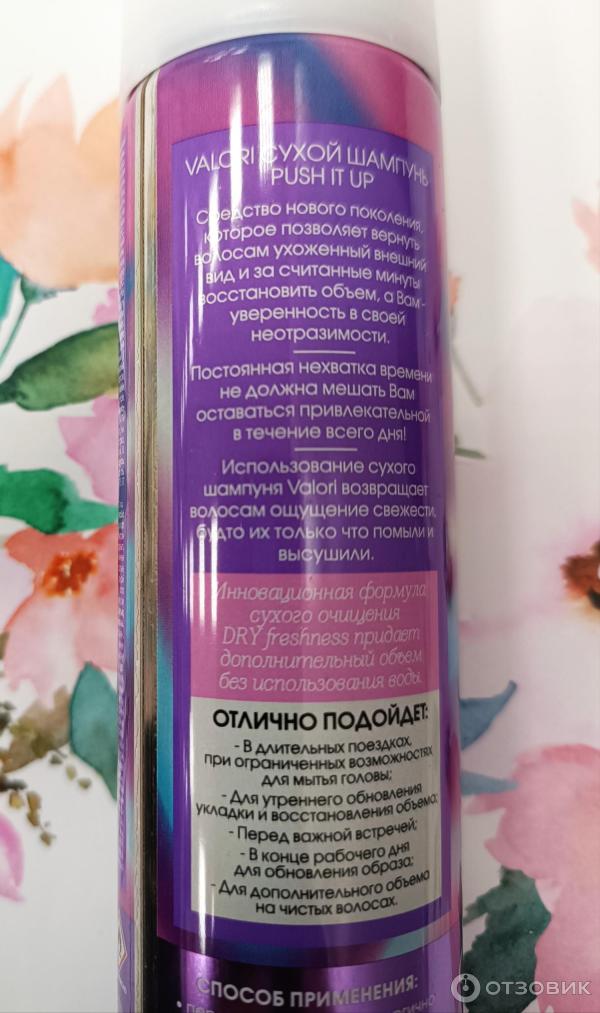 VALORI СУХОЙ ШАМПУНЬ
PUSH IT UP
Средство нового поколения,
которое позволяет вернуть
волосам ухоженный внешний
вид и за считанные минуты
восстановить объем, а Вам -
уверенность в своей
неотразимости.
Постоянная нехватка времени
не должна мешать Вам
оставаться привлекательной
в течение всего дня!
Использование сухого
шампуня Valori возвращает
волосам ощущение свежести,
будто их только что помыли и
высушили.
Инновационная формула
сухого очищения
DRY freshness придает
дополнительный объем
без использования воды.
ОТЛИЧНО ПОДОЙДЕТ:
- В длительных поездках,
при ограниченных возможностях
для мытья головы;
- Для утреннего обновления
укладки и восстановления объема;
- Перед важной встречей;
- В конце рабочего дня
для обновления образа;
- Для дополнительного объема
на чистых волосах.
СПОСОБ ПРИМЕНЕНИЯ:
ОТЗОВИК